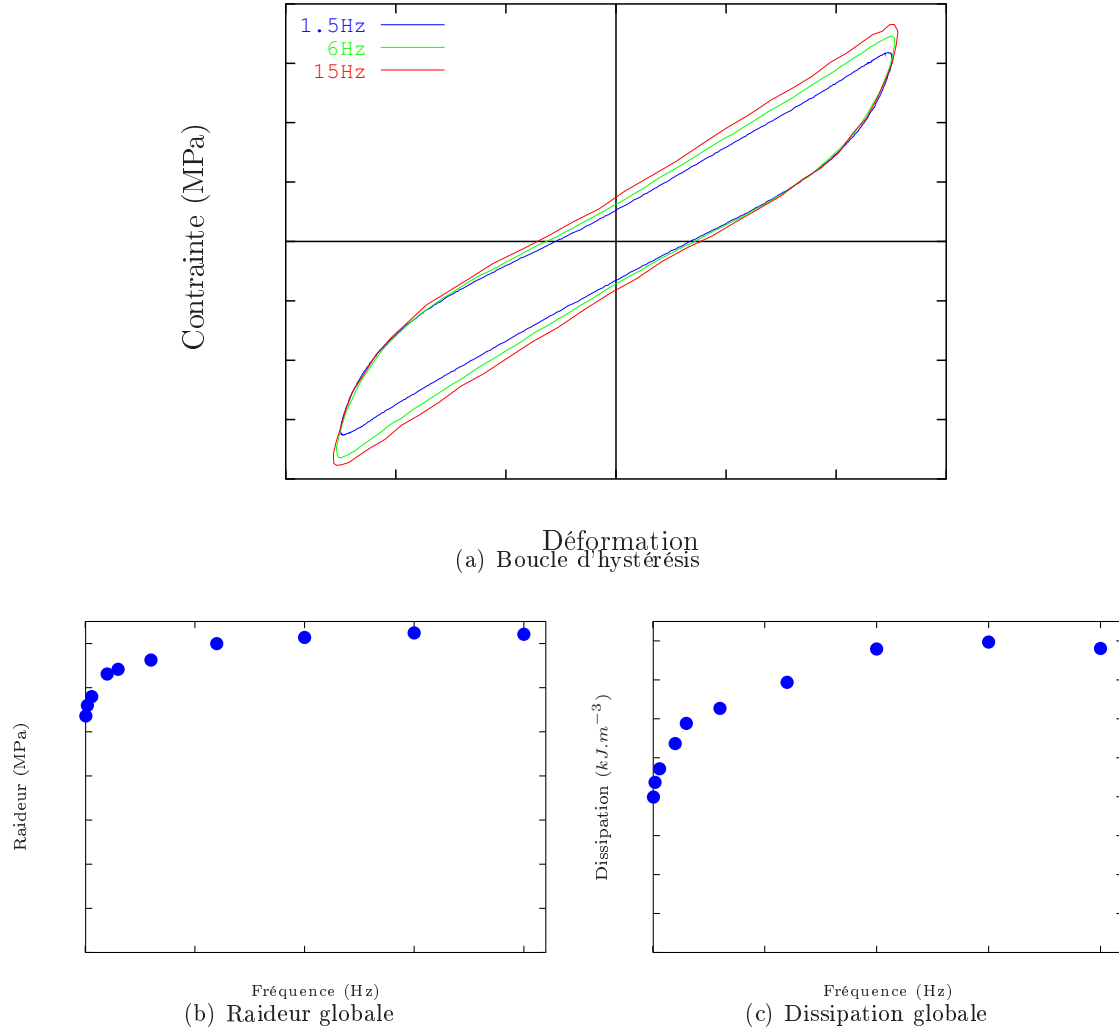 1.5Hz
6Hz
15Hz
Contrainte (MPa)
Déformation
(a) Boucle d'hystérésis
Raideur (MPa)
Fréquence (Hz)
(b) Raideur globale
Dissipation (kJ.m⁻³)
Fréquence (Hz)
(c) Dissipation globale